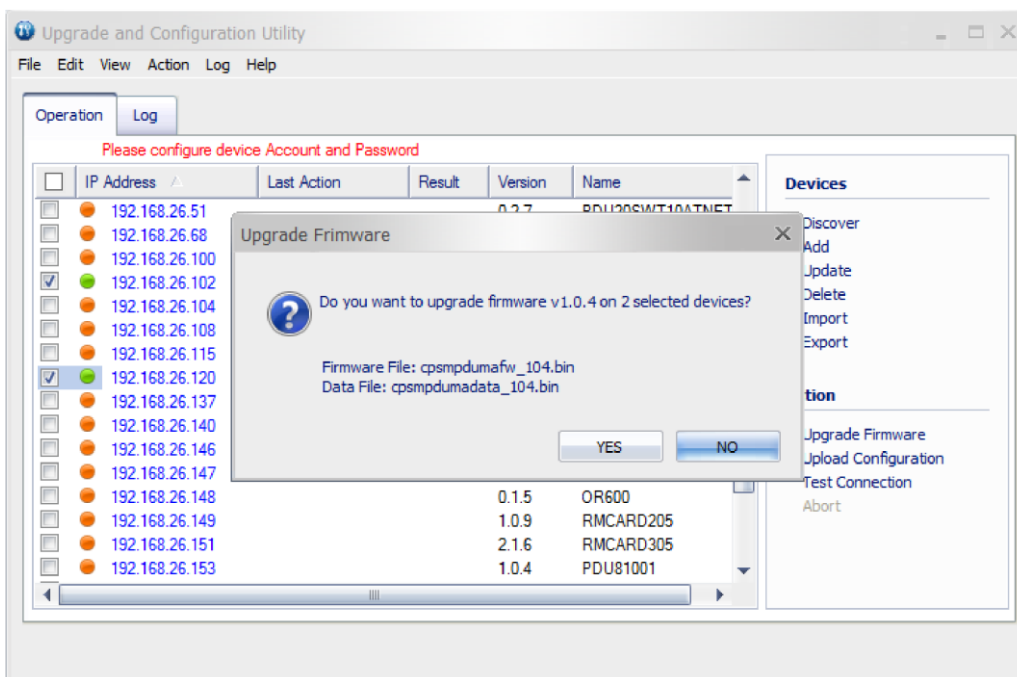 Upgrade and Configuration Utility
File Edit View Action Log Help
Operation Log
Please configure device Account and Password
IP Address Last Action Result Version Name
192.168.26.51 0.2.7 PDU20SWT10ATNET
192.168.26.68
192.168.26.100
192.168.26.102
192.168.26.104
192.168.26.108
192.168.26.115
192.168.26.120
192.168.26.137
192.168.26.140
192.168.26.146
192.168.26.147
192.168.26.148 0.1.5 OR600
192.168.26.149 1.0.9 RMCARD205
192.168.26.151 2.1.6 RMCARD305
192.168.26.153 1.0.4 PDU81001
Upgrade Frimware
Do you want to upgrade firmware v1.0.4 on 2 selected devices?
Firmware File: cpsmpdumafw_104.bin
Data File: cpsmpdumadata_104.bin
YES NO
Devices
Discover
Add
Update
Delete
Import
Export
tion
Upgrade Firmware
Upload Configuration
Test Connection
Abort